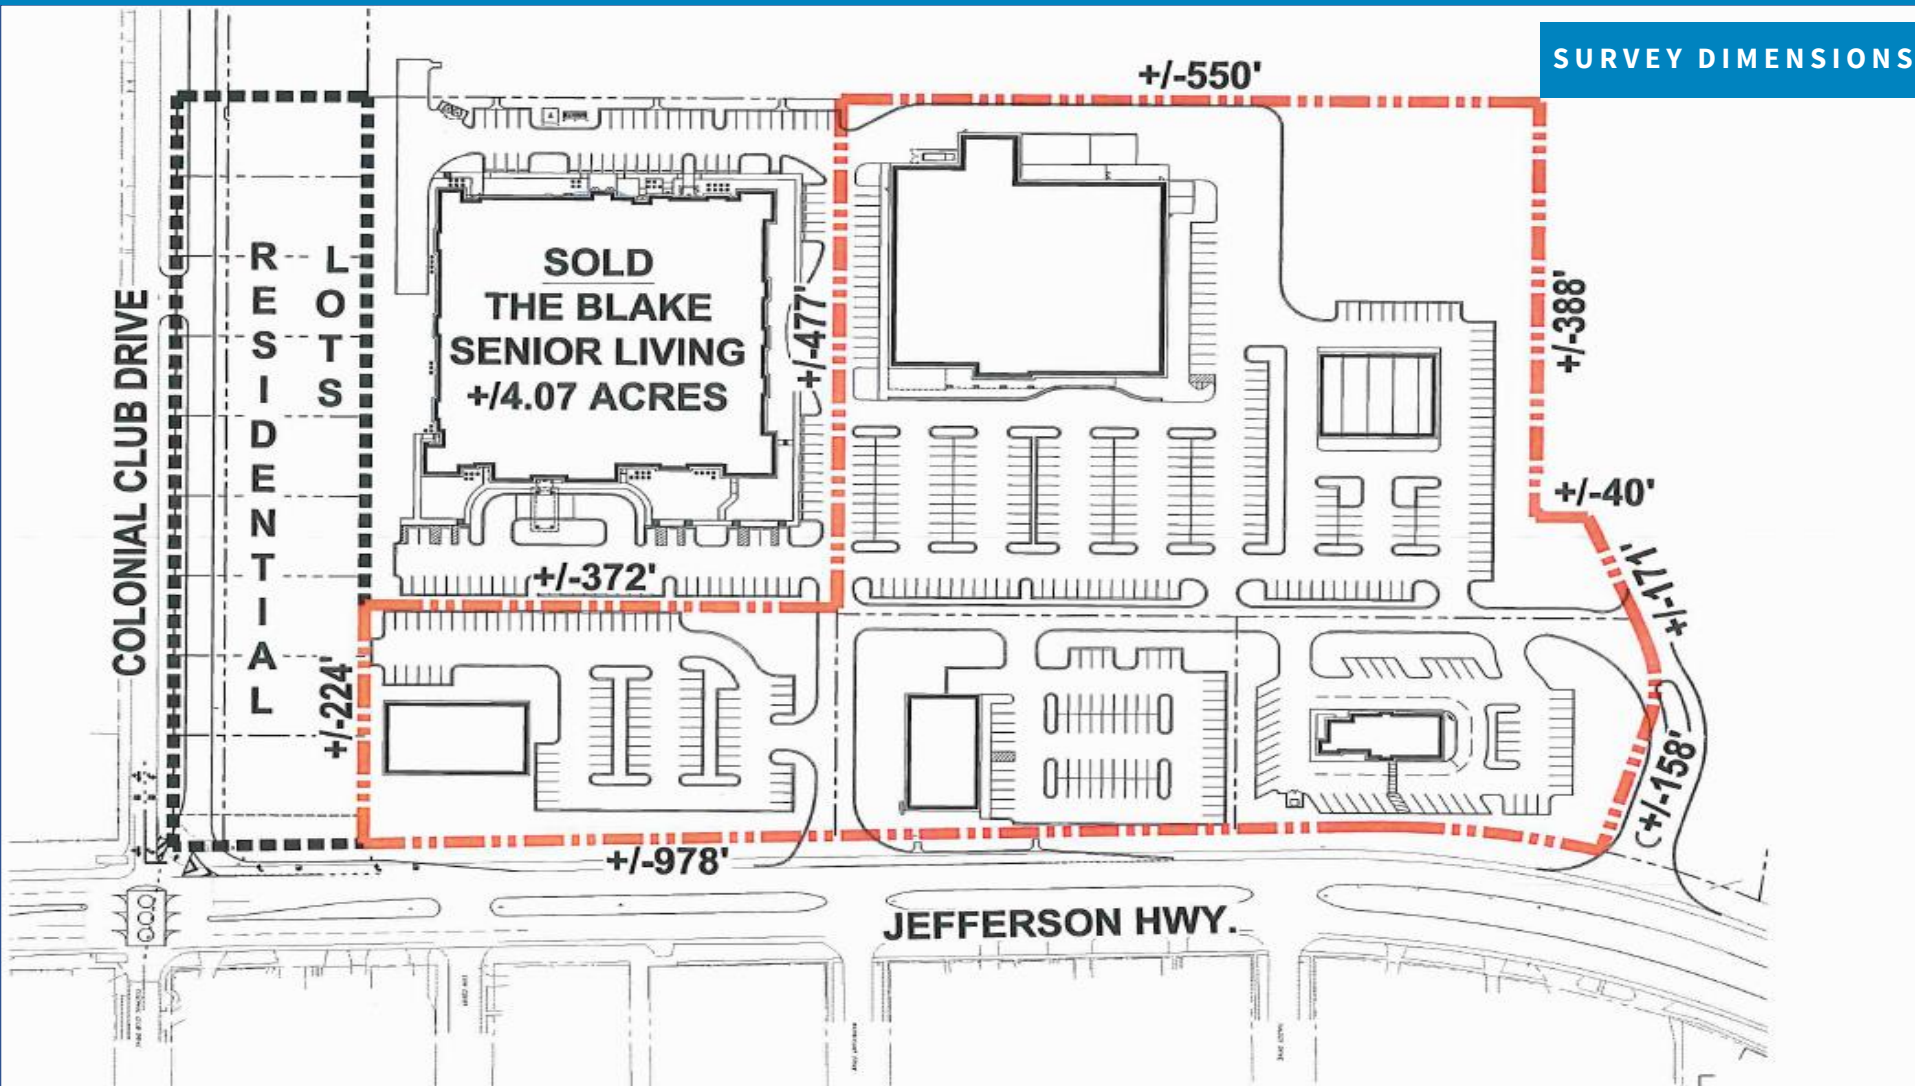 SURVEY DIMENSIONS
+/-550'
RESIDENTIAL
LOTS
COLONIAL CLUB DRIVE
SOLD
THE BLAKE
SENIOR LIVING
+/4.07 ACRES
+/-477'
+/-388'
+/-40'
+/-171'
+/-372'
+/-224'
+/-158'
+/-978'
JEFFERSON HWY.